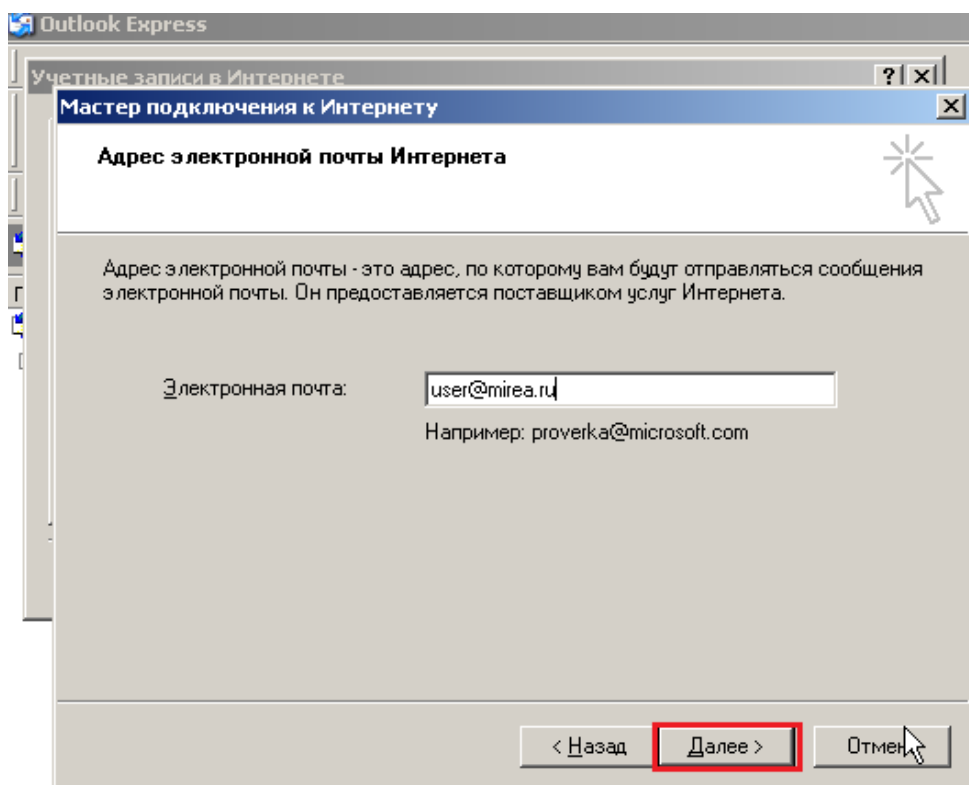 Outlook Express
Учетные записи в Интернете
Мастер подключения к Интернету
Адрес электронной почты Интернета
Адрес электронной почты - это адрес, по которому вам будут отправляться сообщения
электронной почты. Он предоставляется поставщиком услуг Интернета.
Электронная почта: user@mirea.ru
Например: proverka@microsoft.com
< Назад Далее >